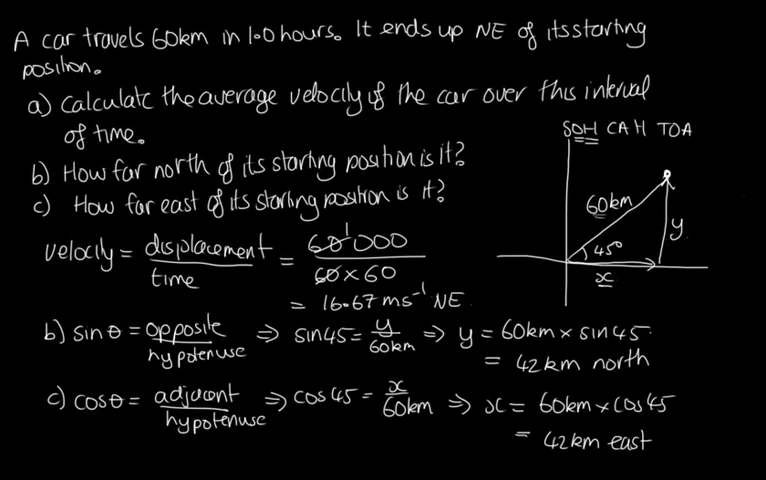 A car travels 60km in 1.0 hours. It ends up NE of its starting
position.
a) Calculate the average velocity of the car over this interval
of time.
SOH CAH TOA
b) How far north of its starting position is it?
c) How far east of its starting position is it?
60km
y
45°
x
velocity = displacement / time = 60000 / 60 x 60
= 16.67 ms⁻¹ NE
b) sinθ = opposite / hypotenuse ⇒ sin45 = y / 60km ⇒ y = 60km x sin45
= 42km north
c) cosθ = adjacent / hypotenuse ⇒ cos45 = x / 60km ⇒ x = 60km x cos45
= 42km east